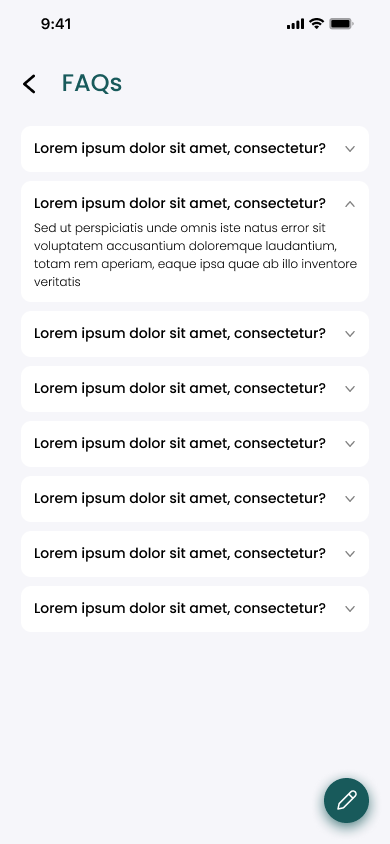 9:41
FAQs
Lorem ipsum dolor sit amet, consectetur?
Lorem ipsum dolor sit amet, consectetur?
Sed ut perspiciatis unde omnis iste natus error sit
voluptatem accusantium doloremque laudantium,
totam rem aperiam, eaque ipsa quae ab illo inventore
veritatis
Lorem ipsum dolor sit amet, consectetur?
Lorem ipsum dolor sit amet, consectetur?
Lorem ipsum dolor sit amet, consectetur?
Lorem ipsum dolor sit amet, consectetur?
Lorem ipsum dolor sit amet, consectetur?
Lorem ipsum dolor sit amet, consectetur?